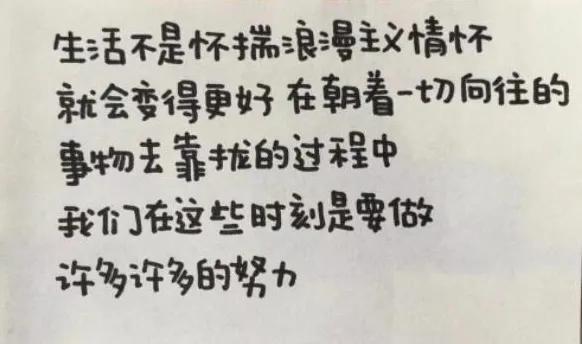 生活不是怀揣浪漫主义情怀
就会变得更好 在朝着一切向往的
事物去靠拢的过程中
我们在这些时刻是要做
许多许多的努力